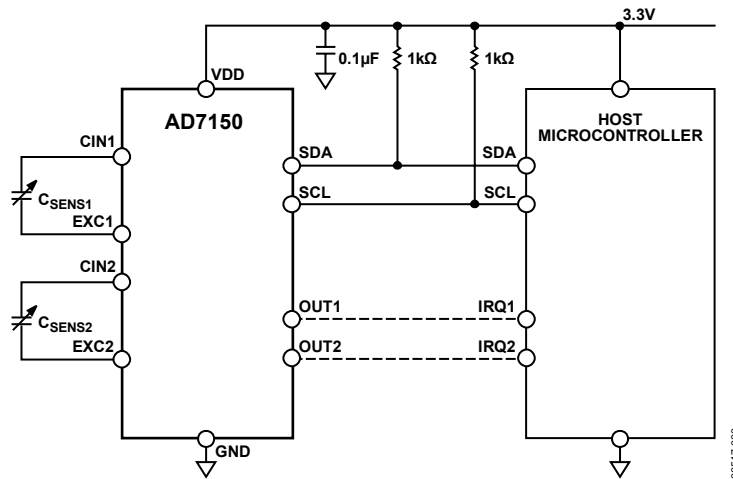 3.3V
0.1µF
1kΩ
1kΩ
VDD
AD7150
HOST
MICROCONTROLLER
CIN1
SDA
SDA
CSENS1
SCL
SCL
EXC1
CIN2
OUT1
IRQ1
CSENS2
OUT2
IRQ2
EXC2
GND